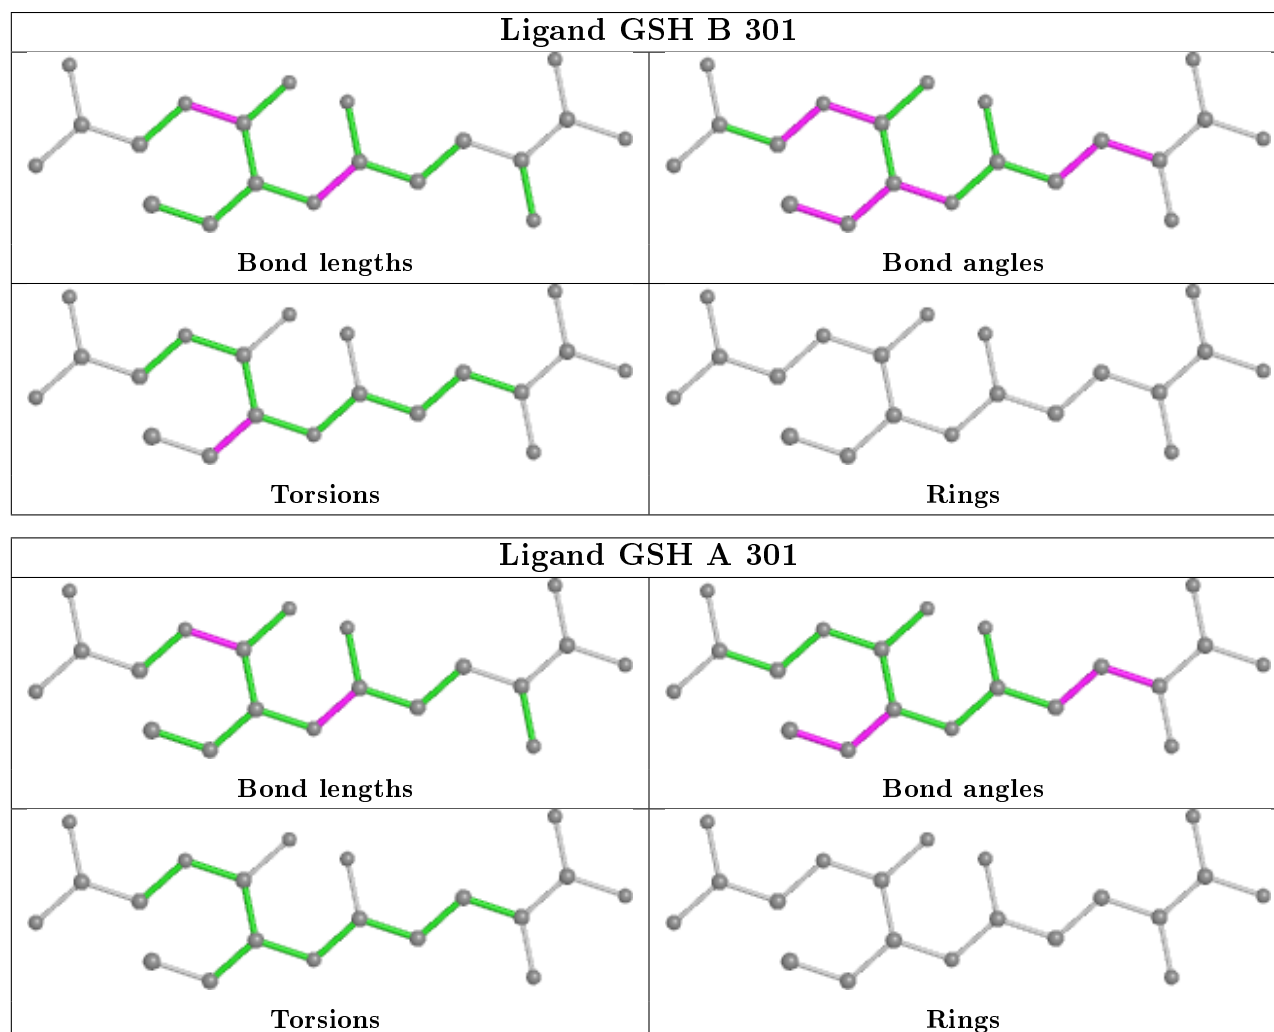 Ligand GSH B 301
Bond lengths
Bond angles
Torsions
Rings
Ligand GSH A 301
Bond lengths
Bond angles
Torsions
Rings